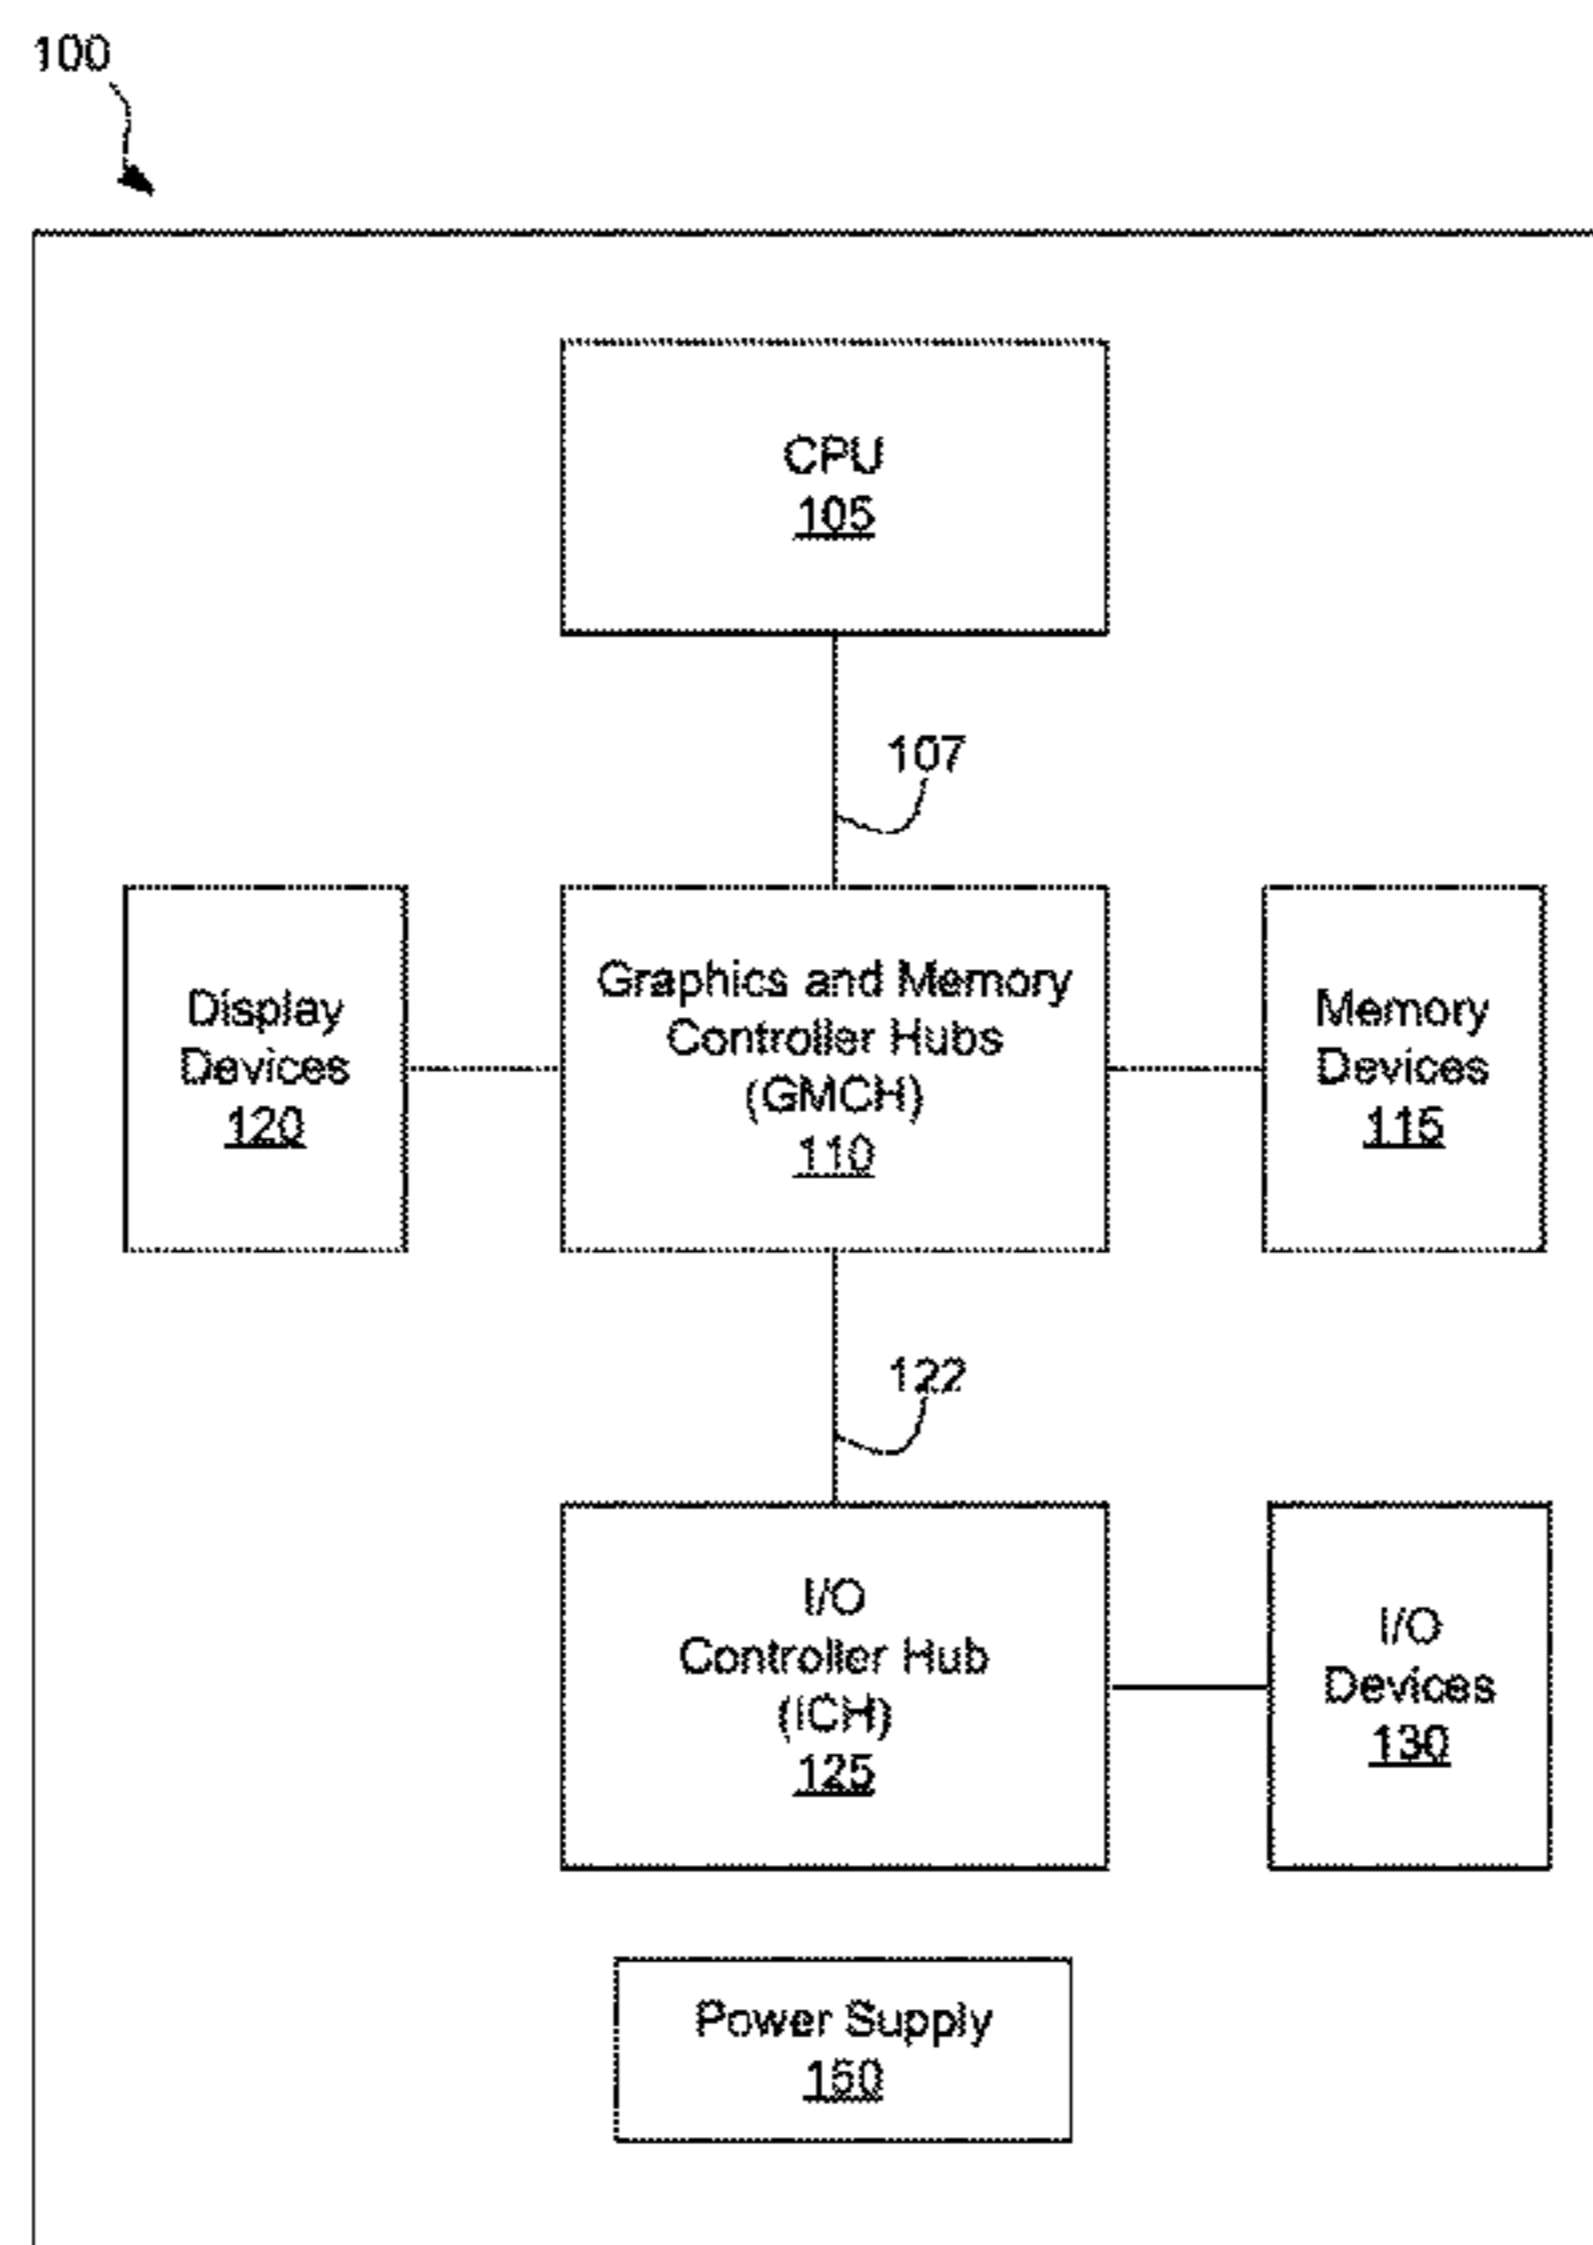 100
CPU
105
107
Display
Devices
120
Graphics and Memory
Controller Hubs
(GMCH)
110
Memory
Devices
115
122
I/O
Controller Hub
(ICH)
125
I/O
Devices
130
Power Supply
150